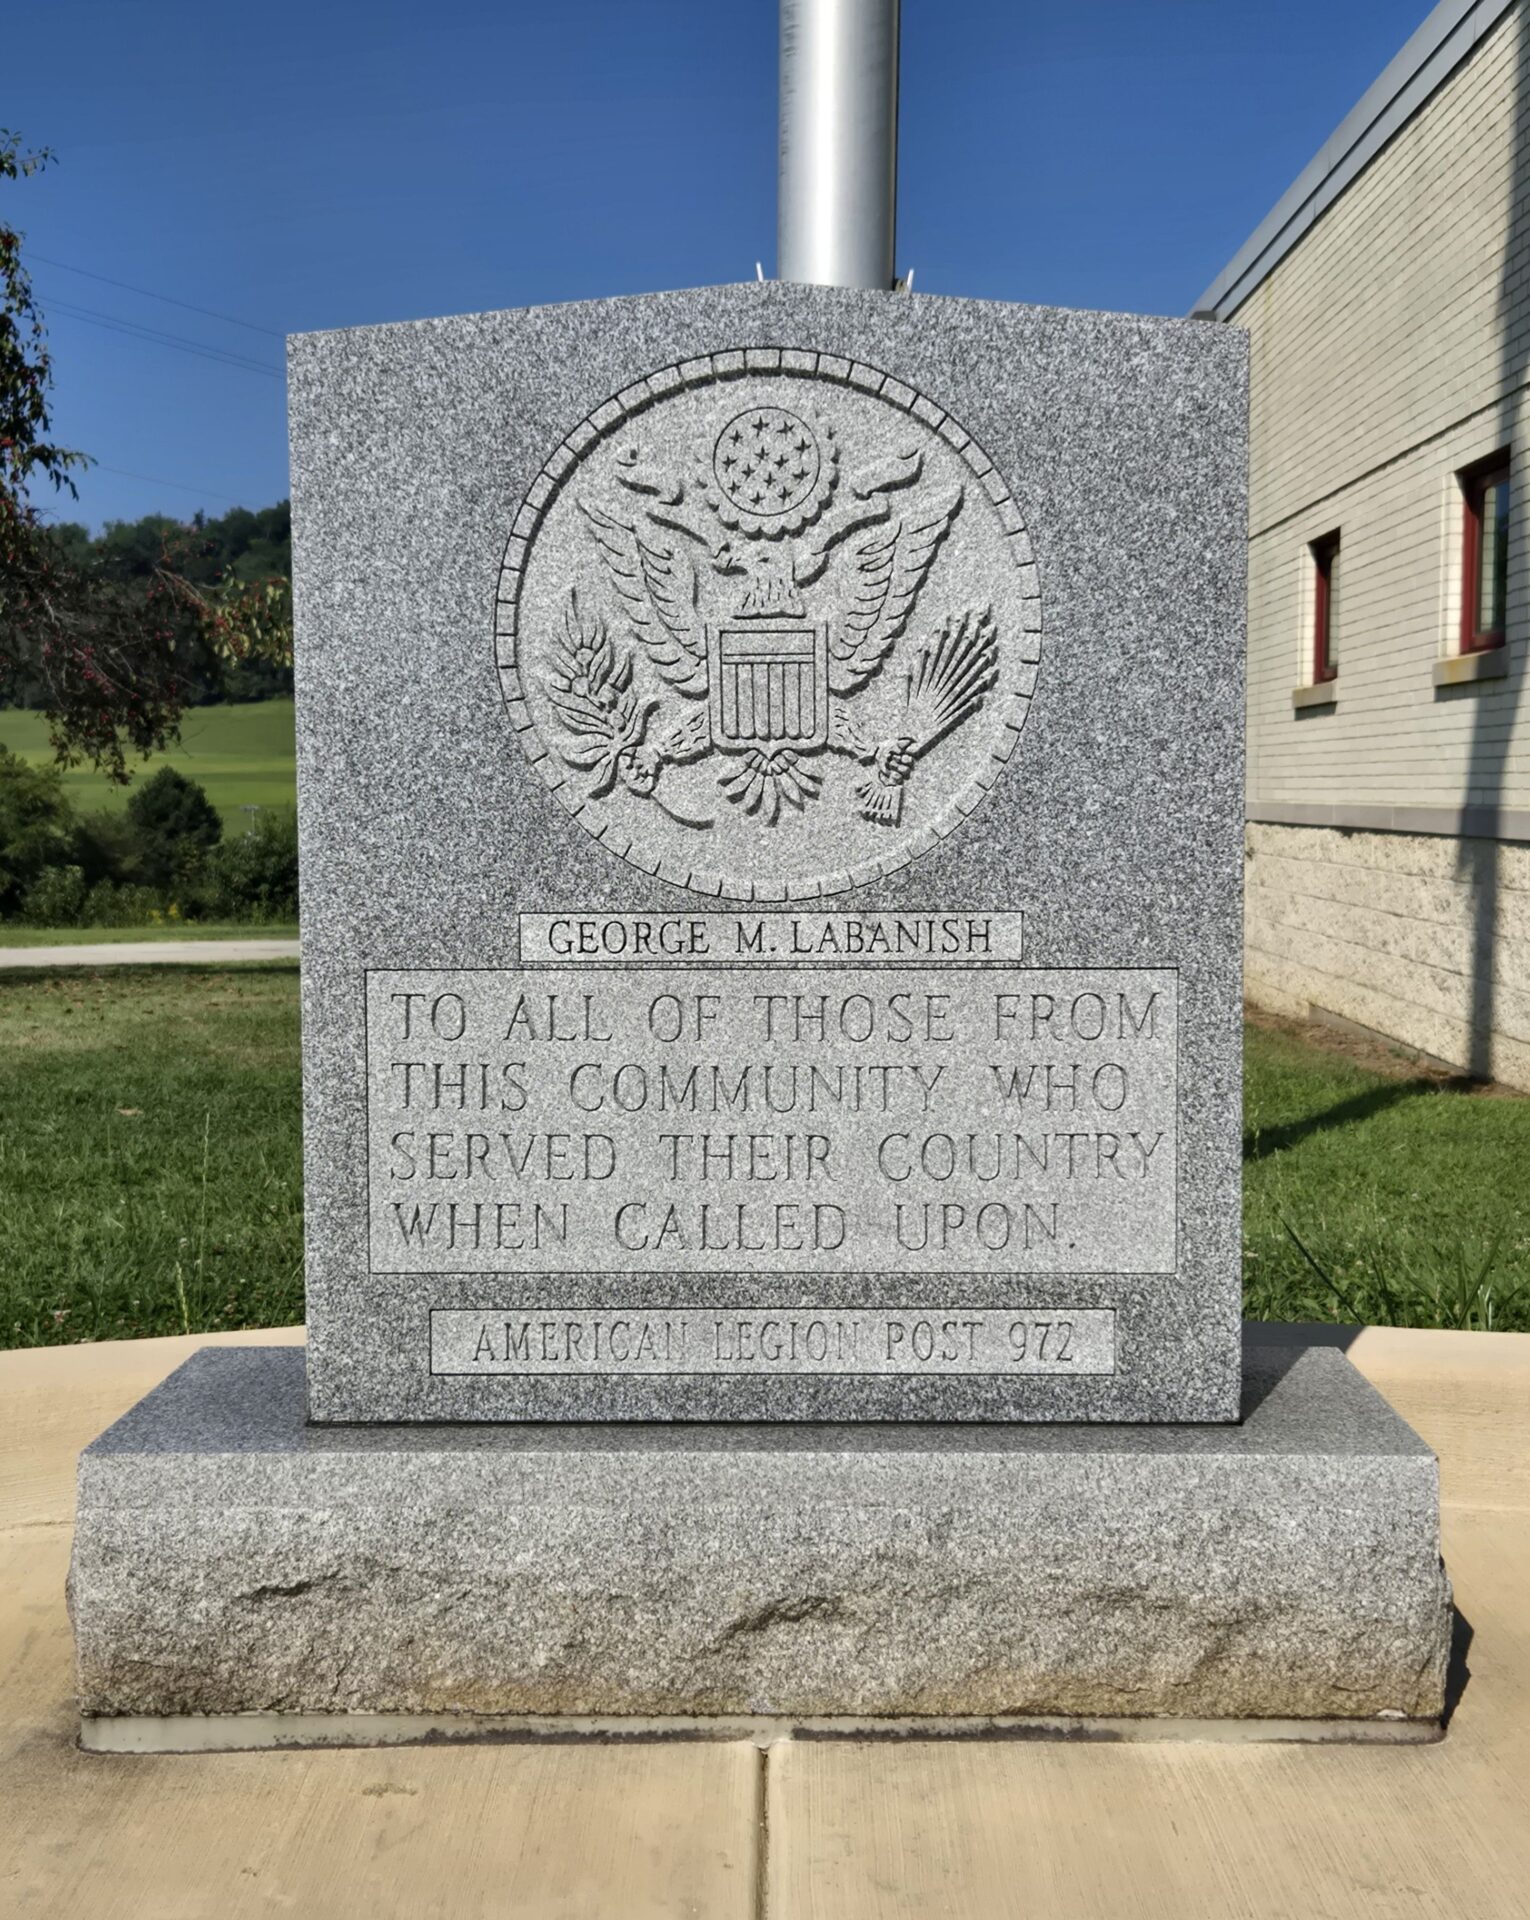 GEORGE M. LABANISH
TO ALL OF THOSE FROM
THIS COMMUNITY WHO
SERVED THEIR COUNTRY
WHEN CALLED UPON.
AMERICAN LEGION POST 972